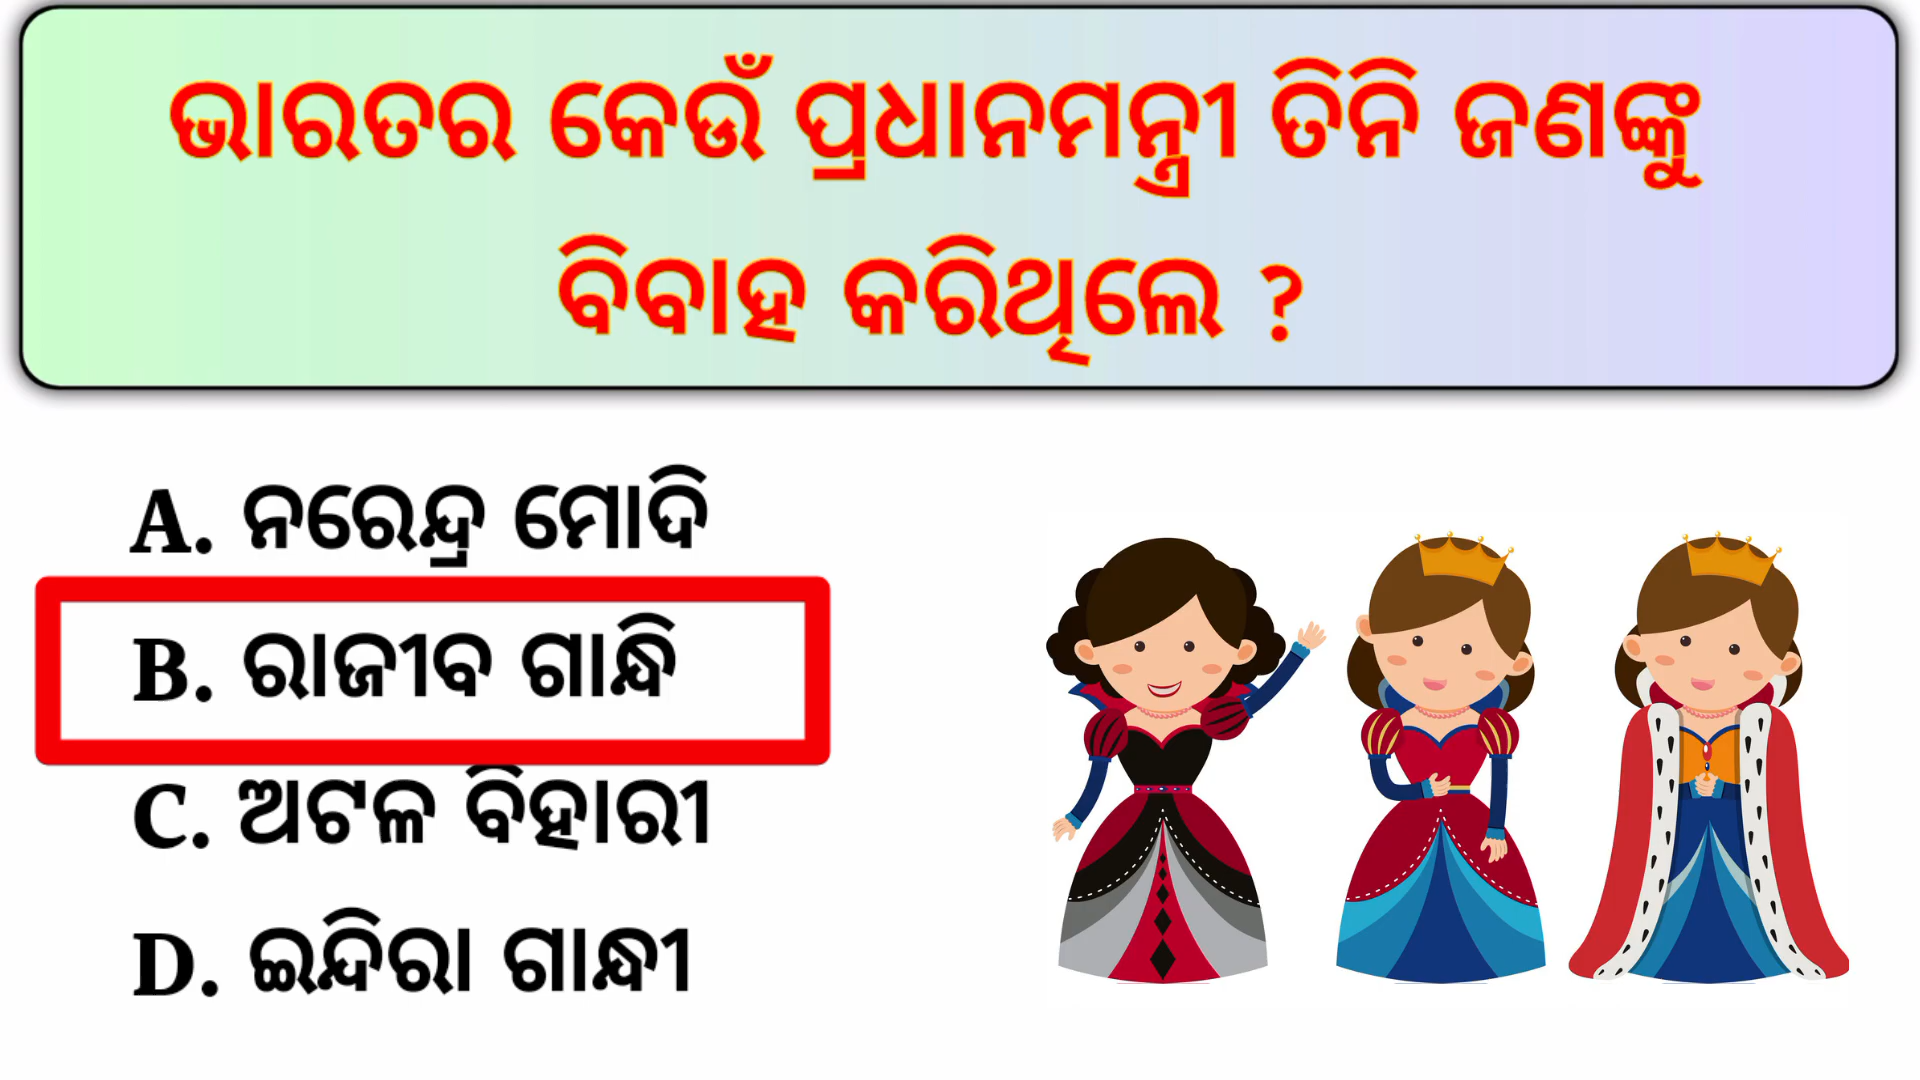 ଭାରତର କେଉଁ ପ୍ରଧାନମନ୍ତ୍ରୀ ତିନି ଜଣଙ୍କୁ
ବିବାହ କରିଥିଲେ ?
A. ନରେନ୍ଦ୍ର ମୋଦି
B. ରାଜୀବ ଗାନ୍ଧି
C. ଅଟଳ ବିହାରୀ
D. ଇନ୍ଦିରା ଗାନ୍ଧୀ